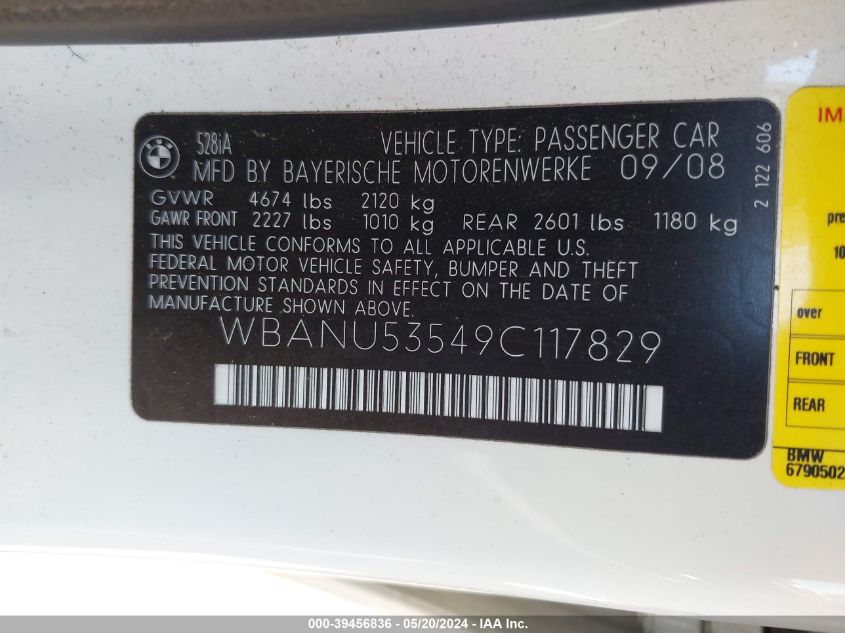 528iA VEHICLE TYPE: PASSENGER CAR
MFD BY BAYERISCHE MOTORENWERKE 09/08
GVWR 4674 lbs 2120 kg
GAWR FRONT 2227 lbs 1010 kg REAR 2601 lbs 1180 kg
THIS VEHICLE CONFORMS TO ALL APPLICABLE U.S.
FEDERAL MOTOR VEHICLE SAFETY, BUMPER AND THEFT
PREVENTION STANDARDS IN EFFECT ON THE DATE OF
MANUFACTURE SHOWN ABOVE.
WBANU53549C117829
2 122 606
IM
pre
10
over
FRONT
REAR
BMW
6790502
000-39456836 - 05/20/2024 - IAA Inc.